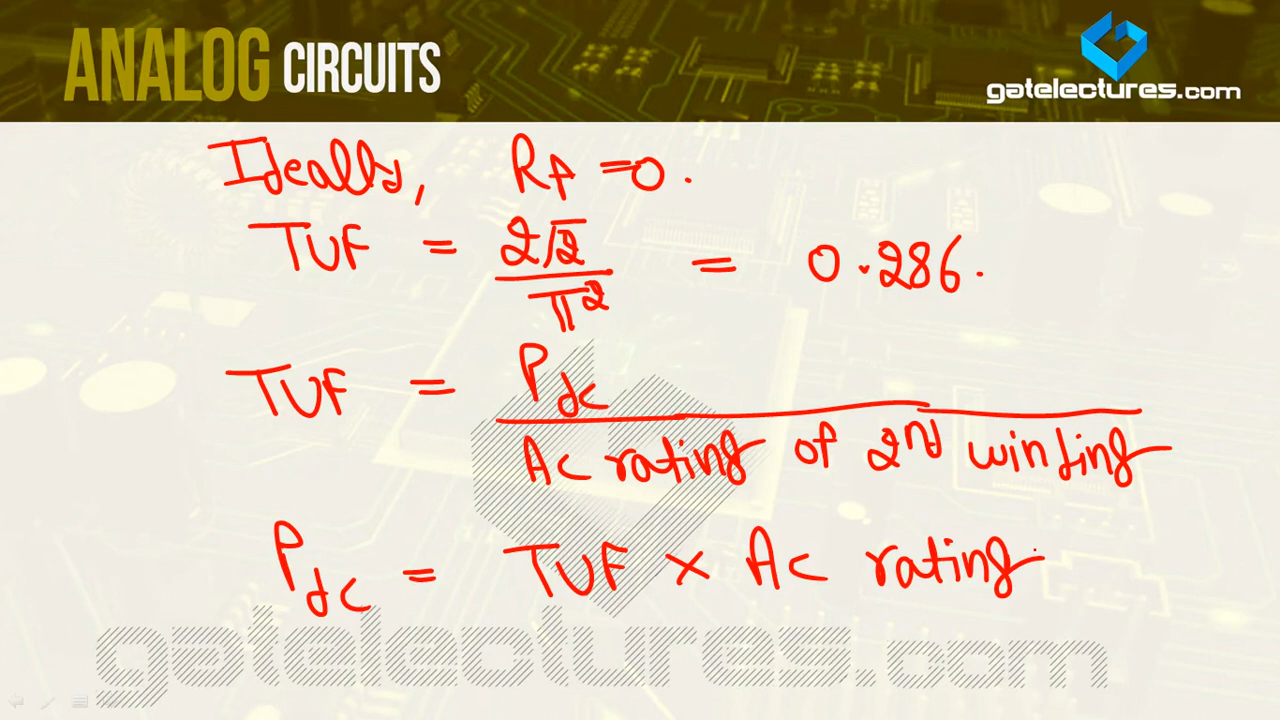 ANALOG CIRCUITS
gatelectures.com
Ideally, Rf = 0.
TUF = 2√2 / π² = 0.286.
TUF = Pdc / Ac rating of 2nd winding
Pdc = TUF × Ac rating
gatelectures.com